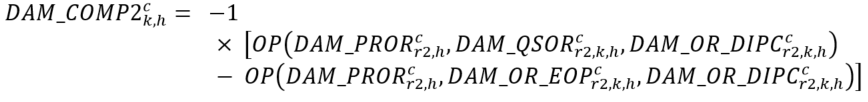 DAM_COMP2^c_{k,h} = −1
× [OP(DAM_PROR^c_{r2,h}, DAM_QSOR^c_{r2,k,h}, DAM_OR_DIPC^c_{r2,k,h})
− OP(DAM_PROR^c_{r2,h}, DAM_OR_EOP^c_{r2,k,h}, DAM_OR_DIPC^c_{r2,k,h})]